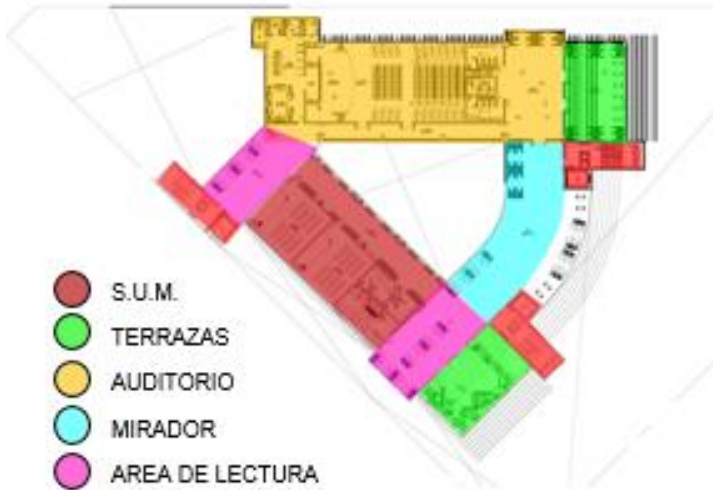 S.U.M.
TERRAZAS
AUDITORIO
MIRADOR
AREA DE LECTURA